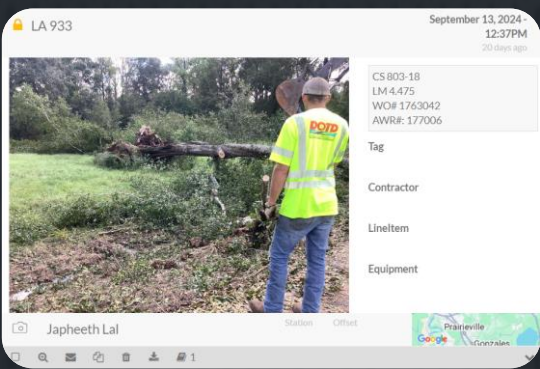 LA 933
September 13, 2024 -
12:37PM
20 days ago
DOTD
CS 803-18
LM 4.475
WO# 1763042
AWR#: 177006
Tag
Contractor
LineItem
Equipment
Japheeth Lal
Station
Offset
Prairieville
Google
Gonzales
1